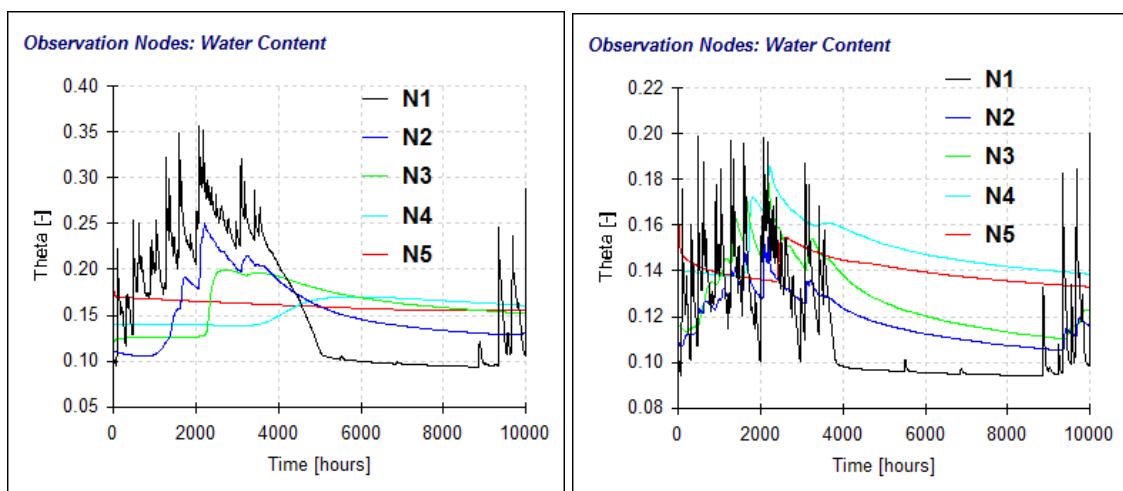 Observation Nodes: Water Content
0.40
0.35
0.30
0.25
0.20
0.15
0.10
0.05
Theta [-]
N1
N2
N3
N4
N5
0 2000 4000 6000 8000 10000
Time [hours]
Observation Nodes: Water Content
0.22
0.20
0.18
0.16
0.14
0.12
0.10
0.08
Theta [-]
N1
N2
N3
N4
N5
0 2000 4000 6000 8000 10000
Time [hours]